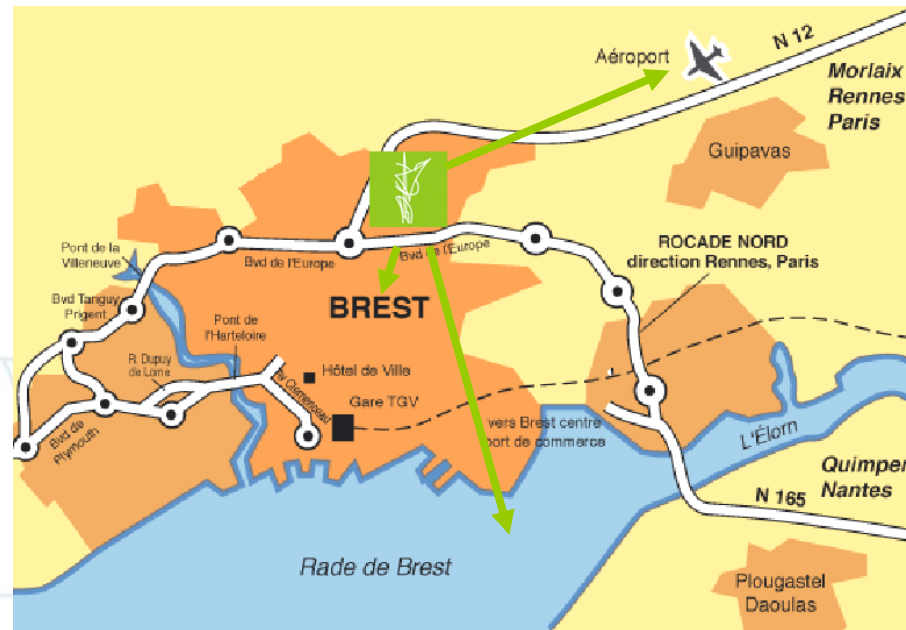 N 12
Aéroport
Morlaix
Rennes
Paris
Guipavas
Pont de la
Villeneuve
Bvd de l'Europe
Bvd de l'Europe
ROCADE NORD
direction Rennes, Paris
Bvd Tanguy
Prigent
BREST
Pont de
l'Harteloire
R. Dupuy
de Lome
Hôtel de Ville
Gare TGV
Clemenceau
vers Brest centre
port de commerce
L'Élorn
Bvd de
Plymouth
Quimper
Nantes
N 165
Rade de Brest
Plougastel
Daoulas